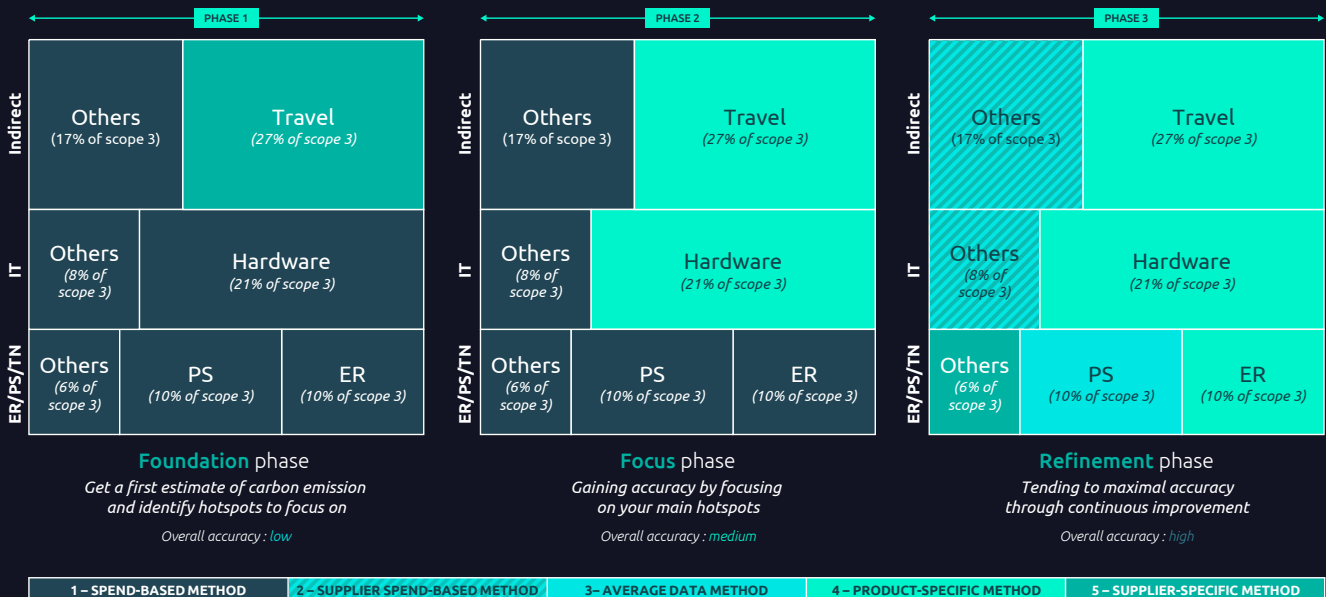 PHASE 1
PHASE 2
PHASE 3
Indirect
Others
(17% of scope 3)
Travel
(27% of scope 3)
IT
Others
(8% of
scope 3)
Hardware
(21% of scope 3)
ER/PS/TN
Others
(6% of
scope 3)
PS
(10% of scope 3)
ER
(10% of scope 3)
Foundation phase
Get a first estimate of carbon emission
and identify hotspots to focus on
Overall accuracy : low
Indirect
Others
(17% of scope 3)
Travel
(27% of scope 3)
IT
Others
(8% of
scope 3)
Hardware
(21% of scope 3)
ER/PS/TN
Others
(6% of
scope 3)
PS
(10% of scope 3)
ER
(10% of scope 3)
Focus phase
Gaining accuracy by focusing
on your main hotspots
Overall accuracy : medium
Indirect
Others
(17% of scope 3)
Travel
(27% of scope 3)
IT
Others
(8% of
scope 3)
Hardware
(21% of scope 3)
ER/PS/TN
Others
(6% of
scope 3)
PS
(10% of scope 3)
ER
(10% of scope 3)
Refinement phase
Tending to maximal accuracy
through continuous improvement
Overall accuracy : high
1 – SPEND-BASED METHOD
2 – SUPPLIER SPEND-BASED METHOD
3– AVERAGE DATA METHOD
4 – PRODUCT-SPECIFIC METHOD
5 – SUPPLIER-SPECIFIC METHOD